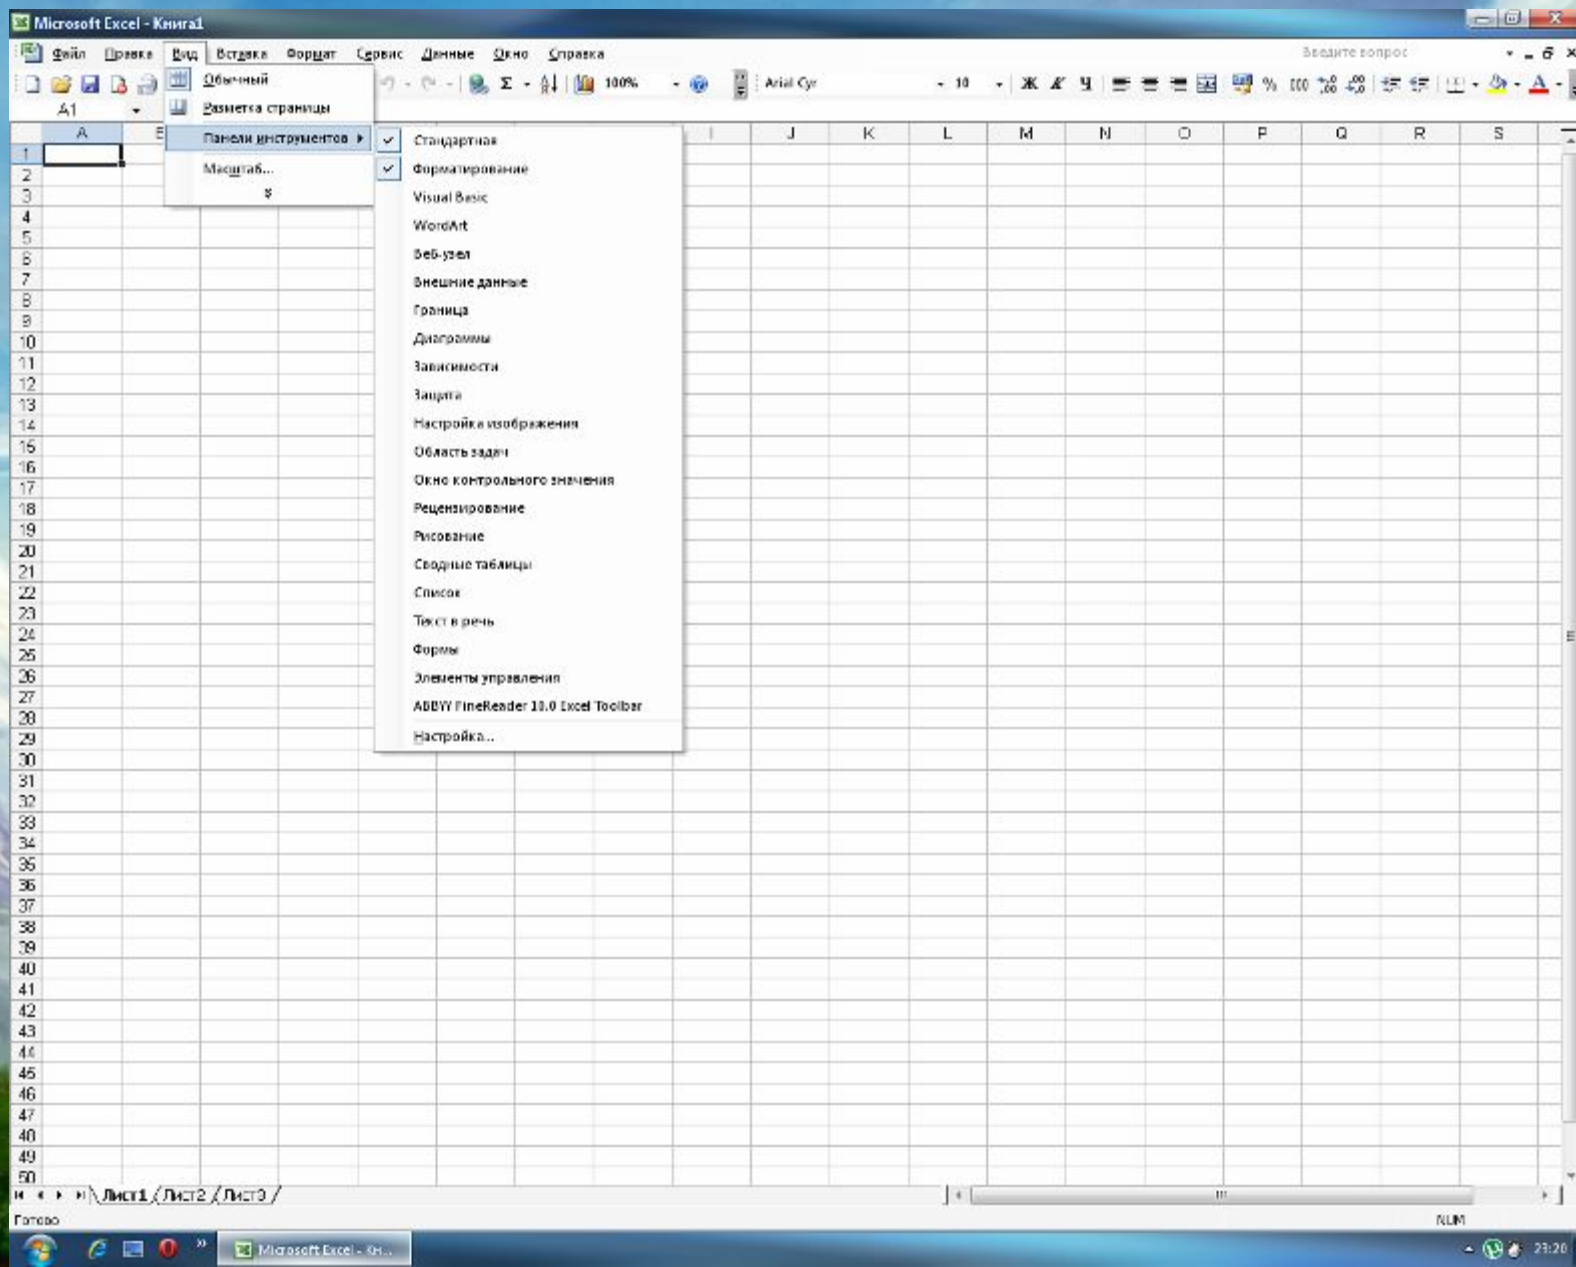 Microsoft Excel - Книга1
Файл Правка Вид Вставка Формат Сервис Данные Окно Справка Введите вопрос
100% Arial Cyr 10 Ж К Ч % 000
A1
Обычный
Разметка страницы
Панели инструментов
Масштаб...
Стандартная
Форматирование
Visual Basic
WordArt
Веб-узел
Внешние данные
Граница
Диаграммы
Зависимости
Защита
Настройка изображения
Область задач
Окно контрольного значения
Рецензирование
Рисование
Сводные таблицы
Список
Текст в речь
Формы
Элементы управления
ABBYY FineReader 10.0 Excel Toolbar
Настройка...
A I J K L M N O P Q R S
1
2
3
4
5
6
7
8
9
10
11
12
13
14
15
16
17
18
19
20
21
22
23
24
25
26
27
28
29
30
31
32
33
34
35
36
37
38
39
40
41
42
43
44
45
46
47
48
49
50
Лист1 Лист2 Лист3
Готово NUM
Microsoft Excel - Кн... 23:20